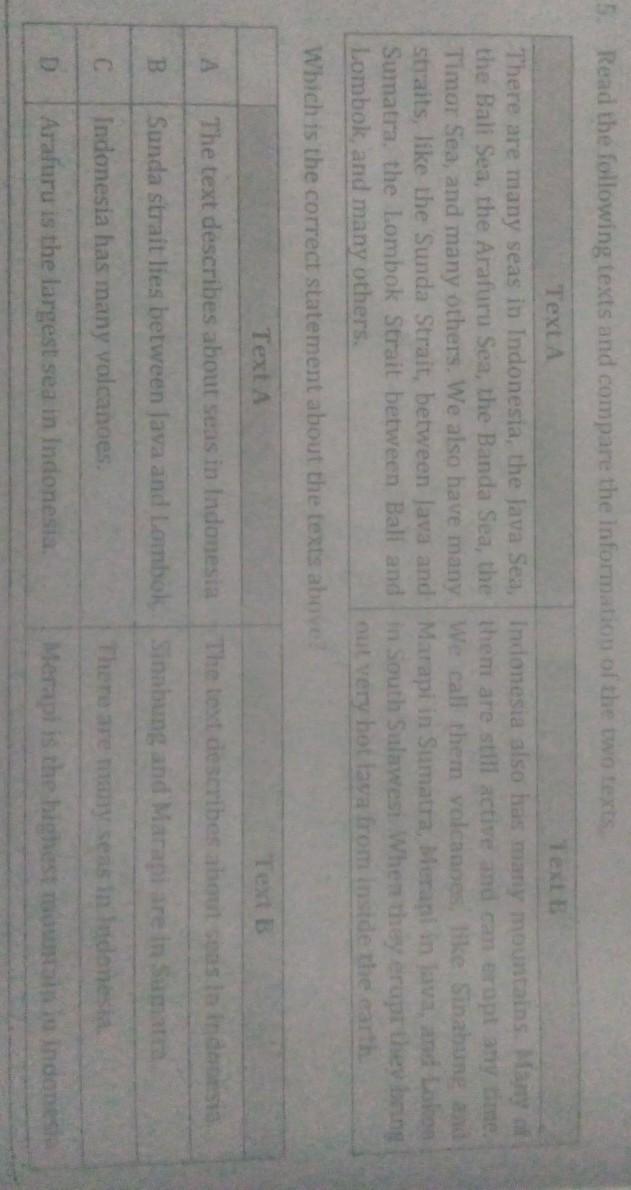 5. Read the following texts and compare the information of the two texts.
Text A
There are many seas in Indonesia, the Java Sea,
the Bali Sea, the Arafuru Sea, the Banda Sea, the
Timor Sea, and many others. We also have many
straits, like the Sunda Strait, between Java and
Sumatra, the Lombok Strait between Bali and
Lombok, and many others.
Text B
Indonesia also has many mountains. Many of
them are still active and can erupt any time.
We call them volcanoes, like Sinabung and
Marapi in Sumatra, Merapi in Java, and Lokon
in South Sulawesi. When they erupt they bring
out very hot lava from inside the earth.
Which is the correct statement about the texts above?
Text A Text B
A The text describes about seas in Indonesia The text describes about seas in Indonesia.
B Sunda strait lies between Java and Lombok. Sinabung and Marapi are in Sumatra.
C Indonesia has many volcanoes. There are many seas in Indonesia.
D Arafuru is the largest sea in Indonesia. Merapi is the highest mountain in Indonesia.